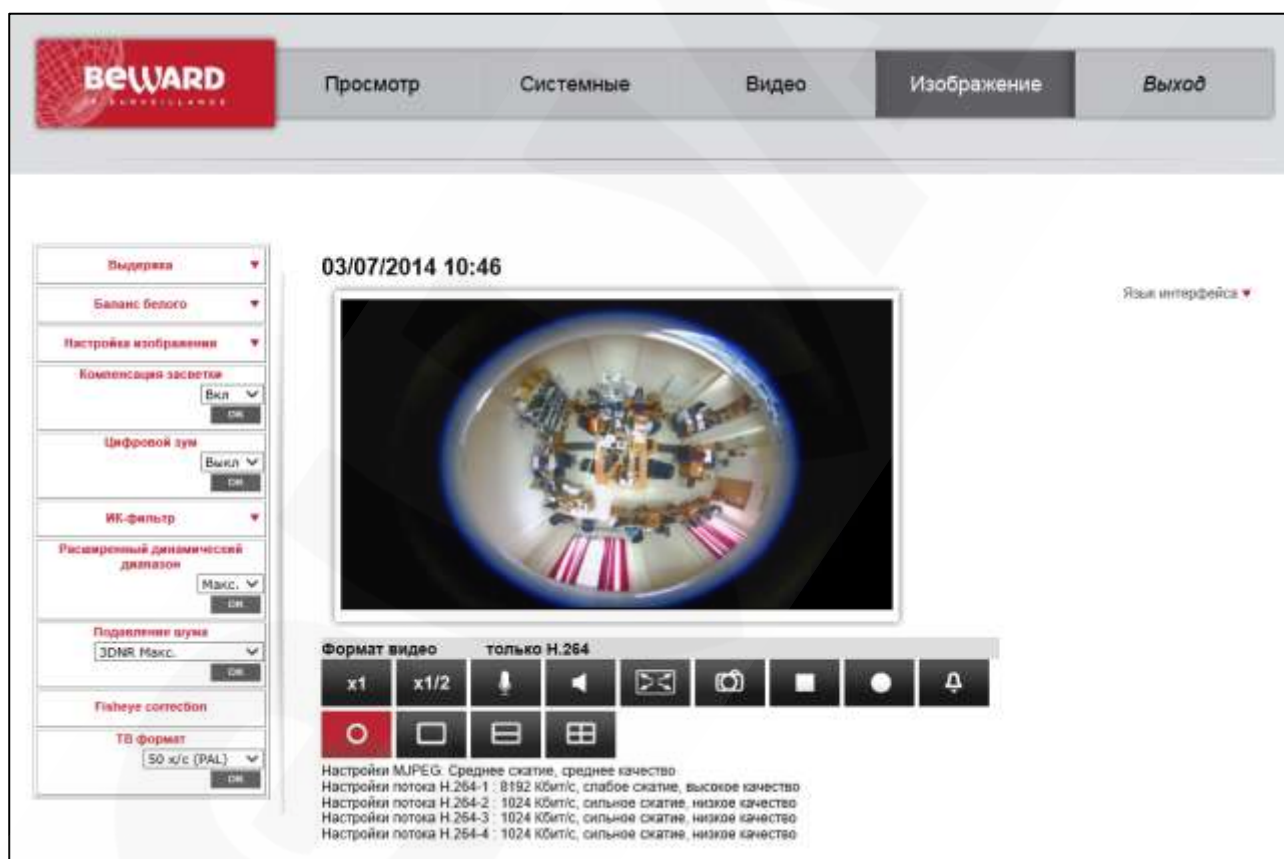 BEWARD
Просмотр
Системные
Видео
Изображение
Выход
Выдержка
Баланс белого
Настройка изображения
Компенсация засветки
Вкл
OK
Цифровой зум
Выкл
OK
ИК-фильтр
Расширенный динамический
диапазон
Макс.
OK
Подавление шума
3DNR Макс.
OK
Fisheye correction
ТВ формат
50 к/с (PAL)
OK
03/07/2014 10:46
Язык интерфейса
Формат видео только H.264
x1 x1/2
Настройки MJPEG: Среднее сжатие, среднее качество
Настройки потока H.264-1 : 8192 Кбит/с, слабое сжатие, высокое качество
Настройки потока H.264-2 : 1024 Кбит/с, сильное сжатие, низкое качество
Настройки потока H.264-3 : 1024 Кбит/с, сильное сжатие, низкое качество
Настройки потока H.264-4 : 1024 Кбит/с, сильное сжатие, низкое качество